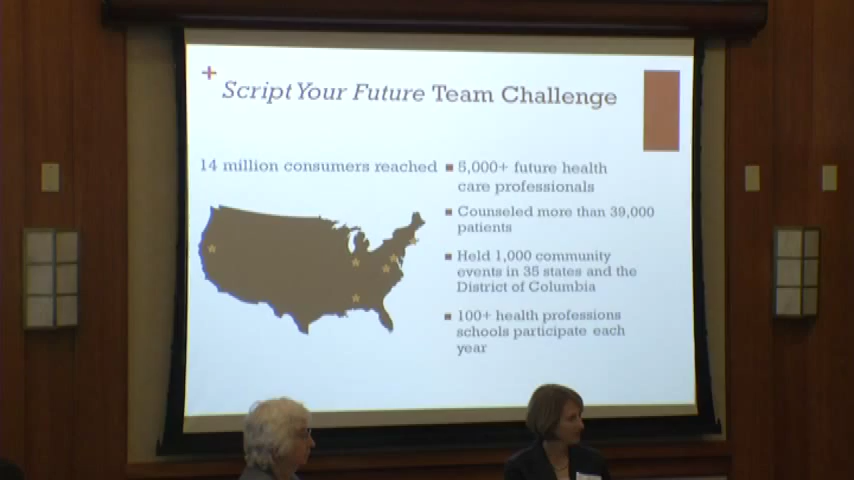 Script Your Future Team Challenge
14 million consumers reached
5,000+ future health
care professionals
Counseled more than 39,000
patients
Held 1,000 community
events in 35 states and the
District of Columbia
100+ health professions
schools participate each
year